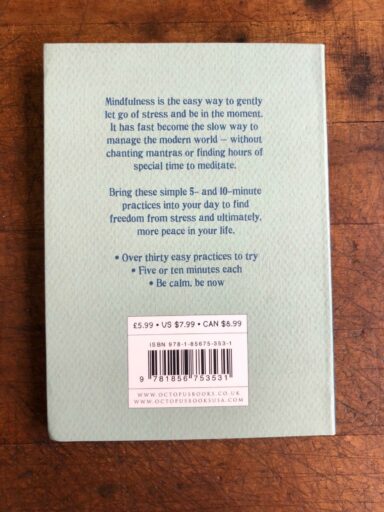 Mindfulness is the easy way to gently
let go of stress and be in the moment.
It has fast become the slow way to
manage the modern world – without
chanting mantras or finding hours of
special time to meditate.
Bring these simple 5- and 10-minute
practices into your day to find
freedom from stress and ultimately,
more peace in your life.
• Over thirty easy practices to try
• Five or ten minutes each
• Be calm, be now
£5.99 • US $7.99 • CAN $8.99
ISBN 978-1-85675-353-1
9 781856 753531
WWW.OCTOPUSBOOKS.CO.UK
WWW.OCTOPUSBOOKSUSA.COM